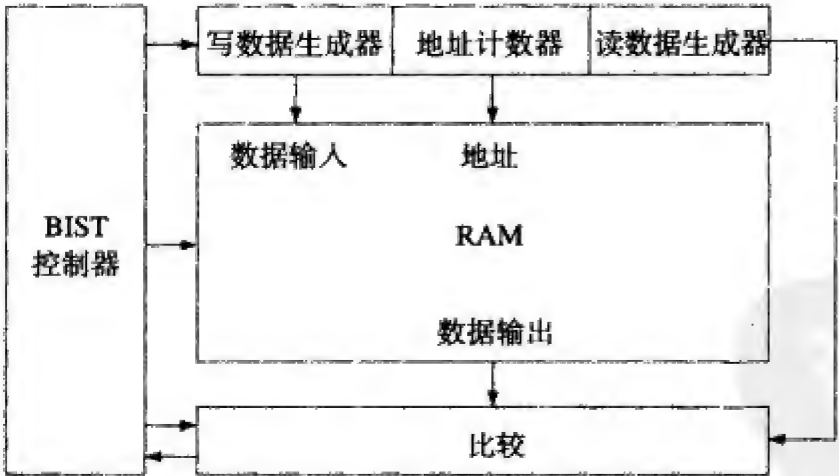 写数据生成器
地址计数器
读数据生成器
数据输入
地址
BIST
控制器
RAM
数据输出
比较